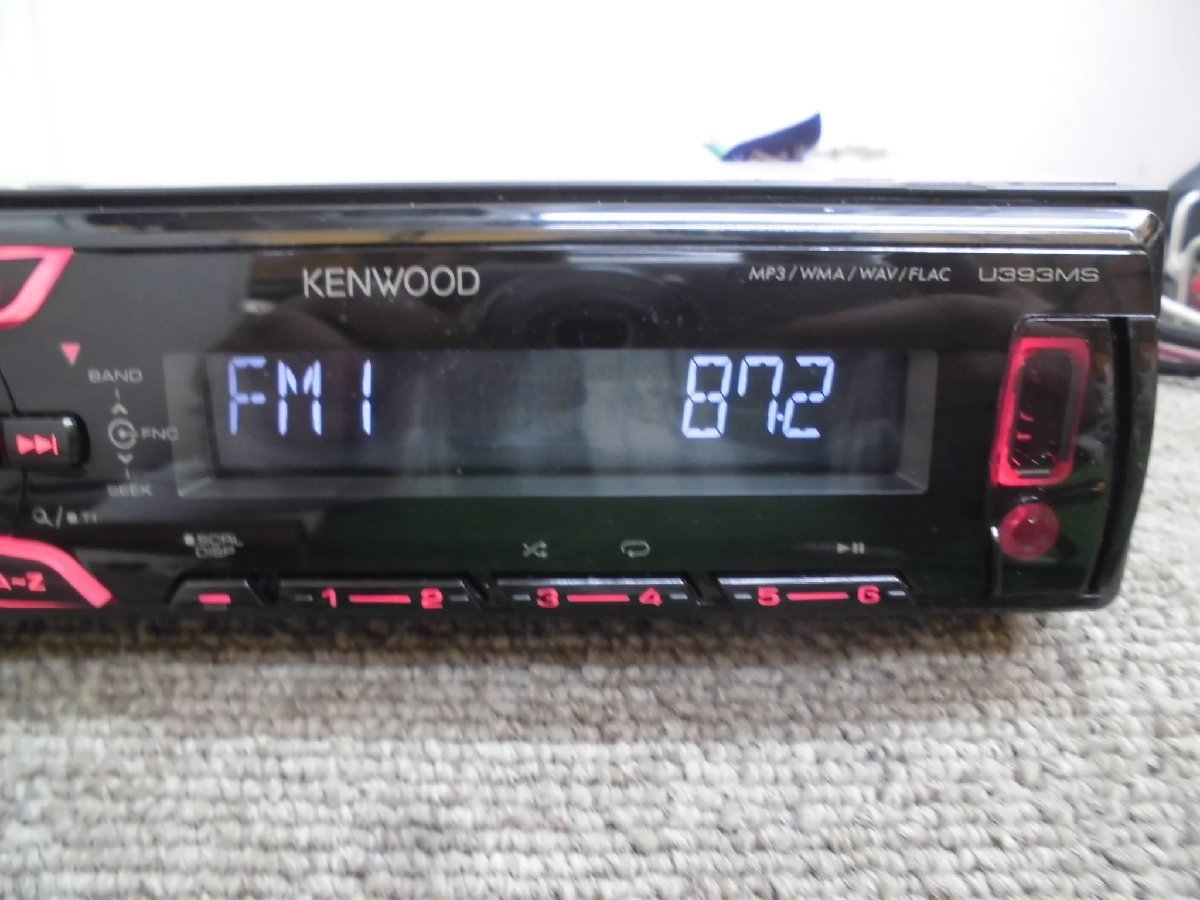 KENWOOD
MP3/WMA/WAV/FLAC U393MS
BAND
FNC
SEEK
FM1 87.2
TI
SCRL
DISP
A~Z
1 2 3 4 5 6